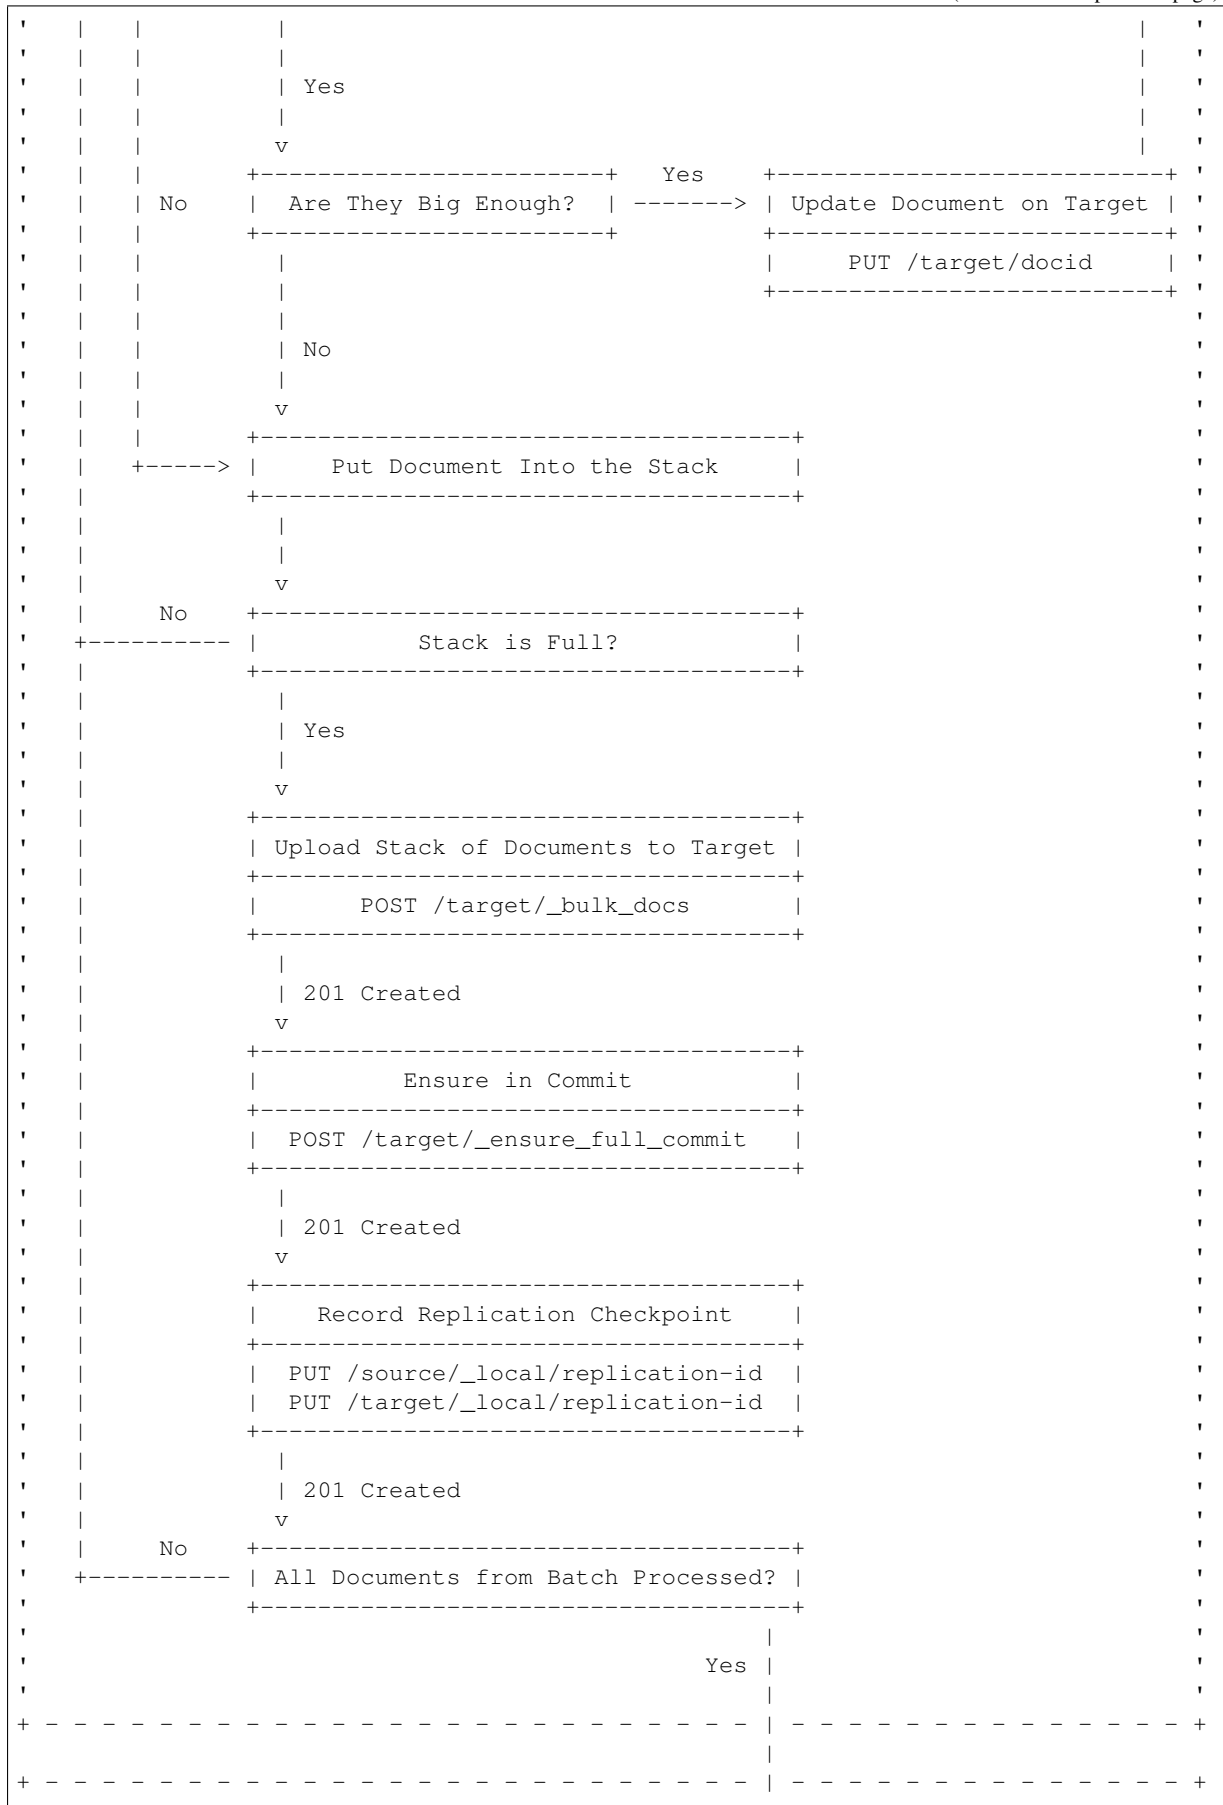 ' | | | | '
' | | | | '
' | | | Yes | '
' | | | | '
' | | v | '
' | | +------------------------+ Yes +---------------------------+ '
' | | No | Are They Big Enough? | -------> | Update Document on Target | '
' | | +------------------------+ +---------------------------+ '
' | | | | PUT /target/docid | '
' | | | +---------------------------+ '
' | | | '
' | | | No '
' | | | '
' | | v '
' | | +-------------------------------------+ '
' | +-----> | Put Document Into the Stack | '
' | +-------------------------------------+ '
' | | '
' | | '
' | v '
' | No +-------------------------------------+ '
' +---------- | Stack is Full? | '
' | +-------------------------------------+ '
' | | '
' | | Yes '
' | | '
' | v '
' | +-------------------------------------+ '
' | | Upload Stack of Documents to Target | '
' | +-------------------------------------+ '
' | | POST /target/_bulk_docs | '
' | +-------------------------------------+ '
' | | '
' | | 201 Created '
' | v '
' | +-------------------------------------+ '
' | | Ensure in Commit | '
' | +-------------------------------------+ '
' | | POST /target/_ensure_full_commit | '
' | +-------------------------------------+ '
' | | '
' | | 201 Created '
' | v '
' | +-------------------------------------+ '
' | | Record Replication Checkpoint | '
' | +-------------------------------------+ '
' | | PUT /source/_local/replication-id | '
' | | PUT /target/_local/replication-id | '
' | +-------------------------------------+ '
' | | '
' | | 201 Created '
' | v '
' | No +-------------------------------------+ '
' +---------- | All Documents from Batch Processed? | '
' +-------------------------------------+ '
' | '
' Yes | '
' | '
+ - - - - - - - - - - - - - - - - - - - - - - - - - | - - - - - - - - - - - - - - +
|
+ - - - - - - - - - - - - - - - - - - - - - - - - - | - - - - - - - - - - - - - - +